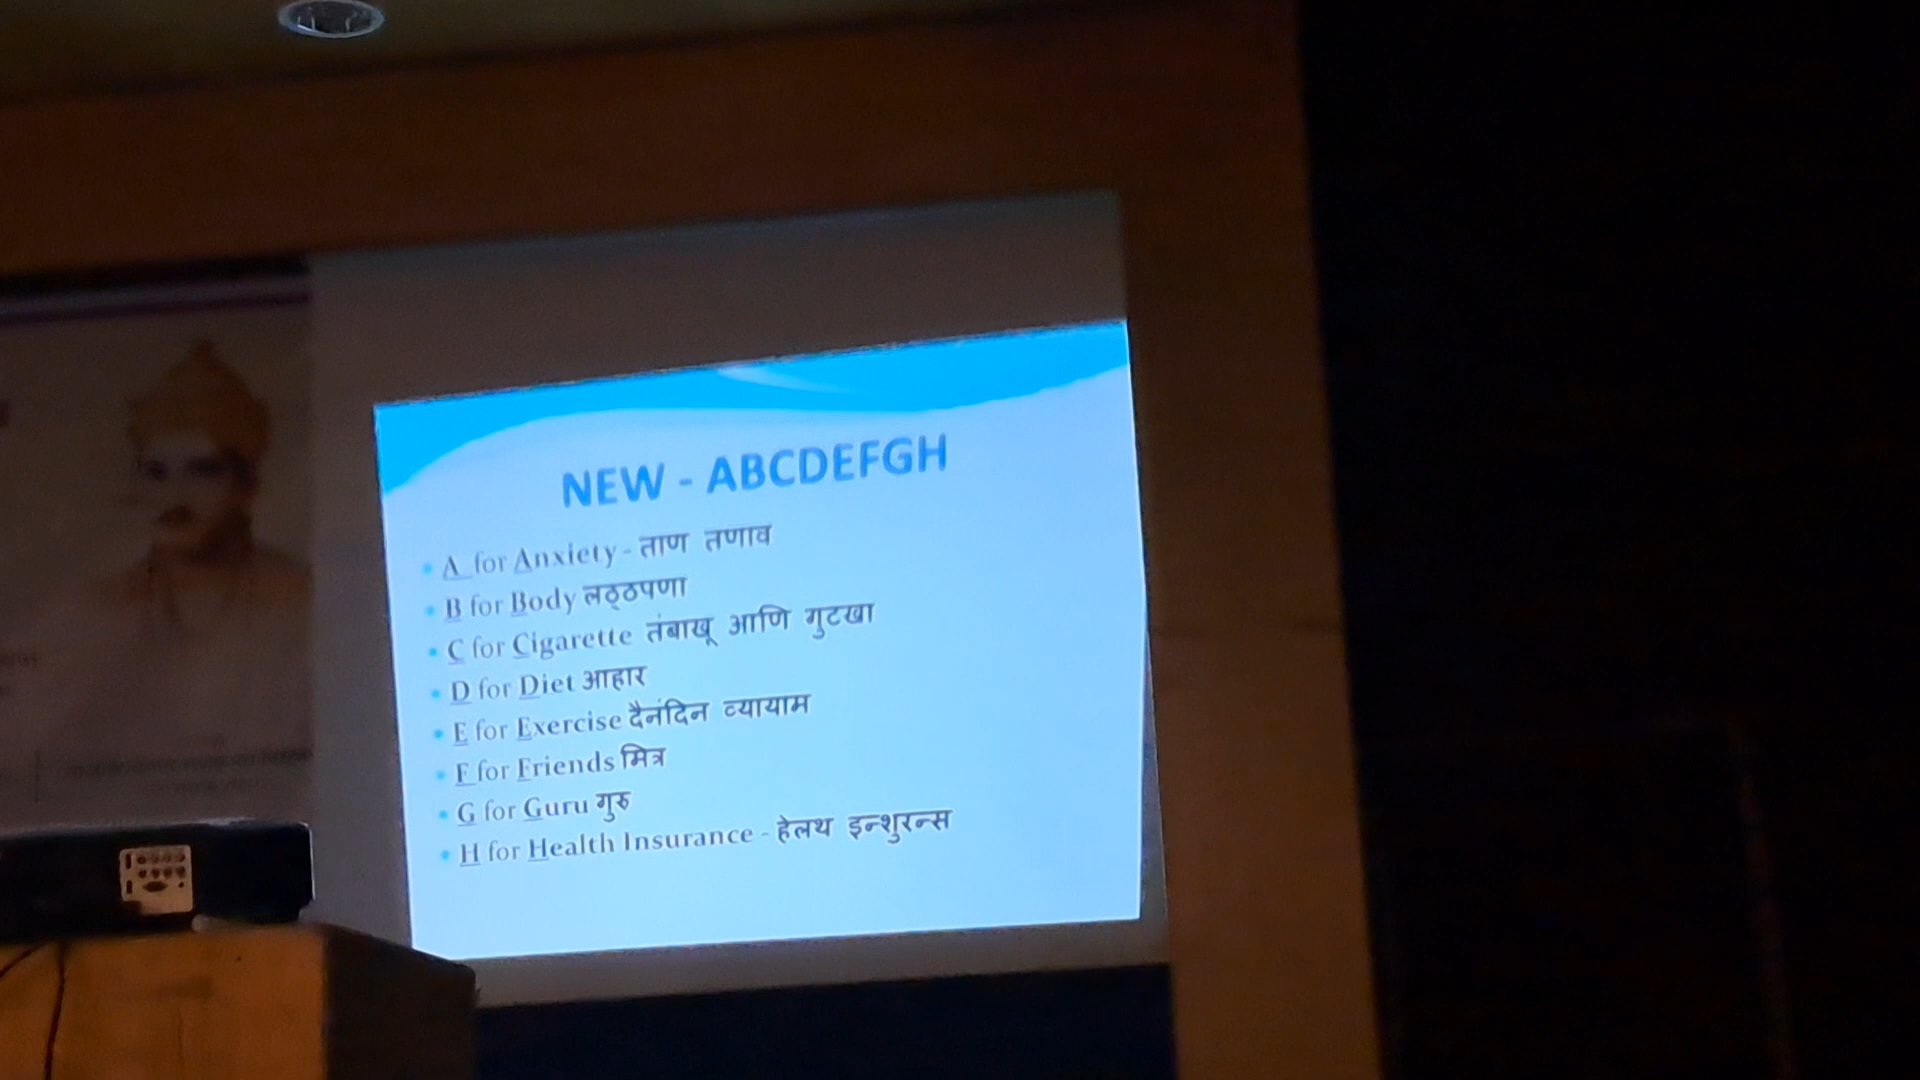 NEW - ABCDEFGH
A for Anxiety - ताण तणाव
B for Body लठ्ठपणा
C for Cigarette तंबाखू आणि गुटखा
D for Diet आहार
E for Exercise दैनंदिन व्यायाम
F for Friends मित्र
G for Guru गुरु
H for Health Insurance - हेलथ इन्शुरन्स